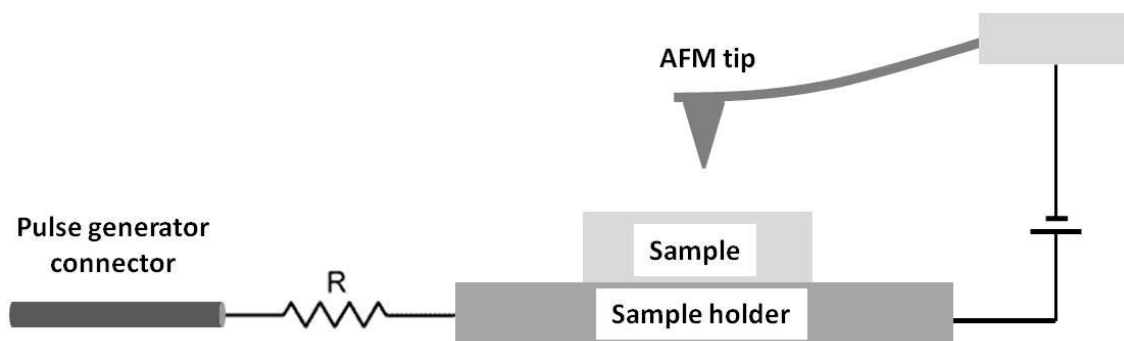 AFM tip
Pulse generator
connector
R
Sample
Sample holder